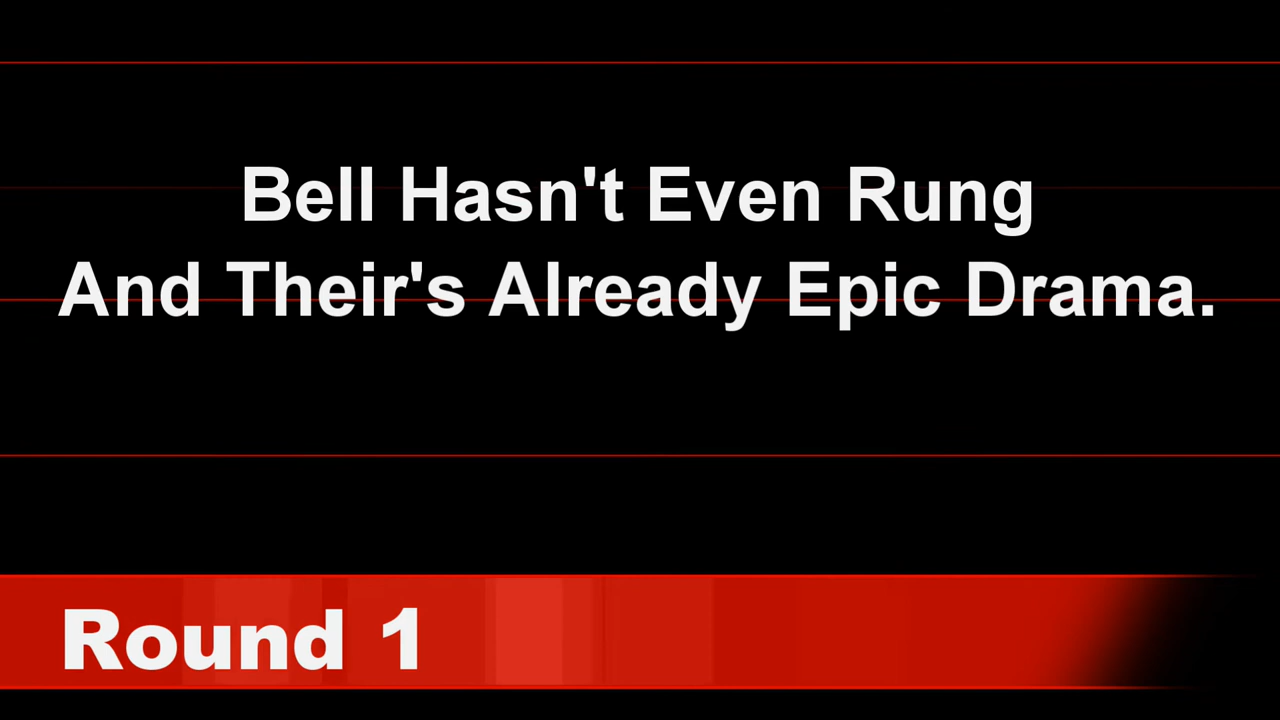 Bell Hasn't Even Rung
And Their's Already Epic Drama.
Round 1